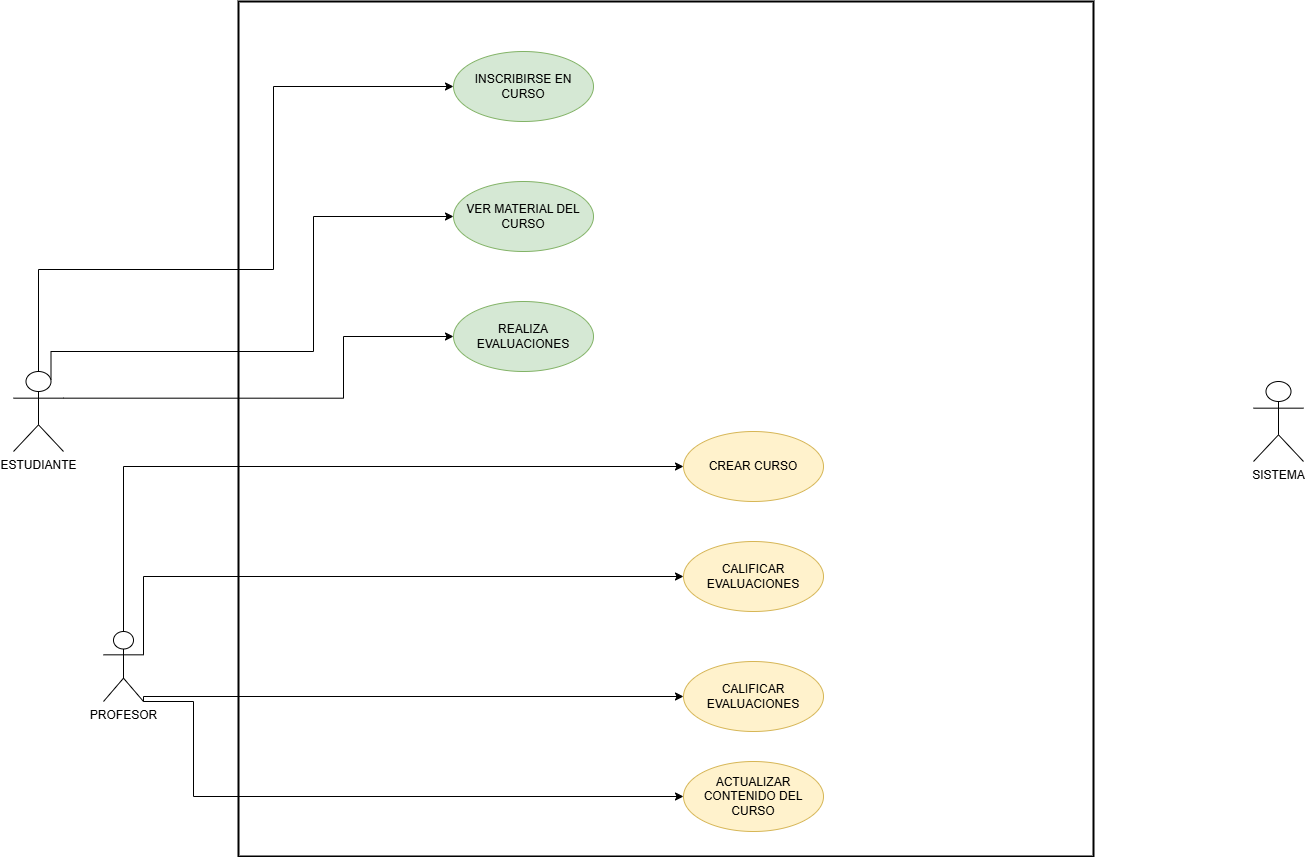 INSCRIBIRSE EN
CURSO
VER MATERIAL DEL
CURSO
REALIZA
EVALUACIONES
ESTUDIANTE
CREAR CURSO
SISTEMA
CALIFICAR
EVALUACIONES
CALIFICAR
EVALUACIONES
PROFESOR
ACTUALIZAR
CONTENIDO DEL
CURSO